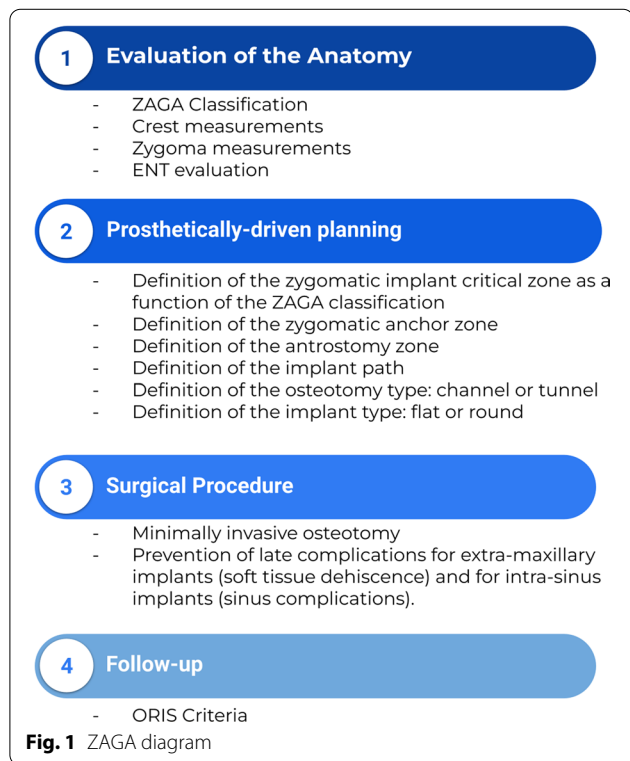 1 Evaluation of the Anatomy
- ZAGA Classification
- Crest measurements
- Zygoma measurements
- ENT evaluation
2 Prosthetically-driven planning
- Definition of the zygomatic implant critical zone as a
function of the ZAGA classification
- Definition of the zygomatic anchor zone
- Definition of the antrostomy zone
- Definition of the implant path
- Definition of the osteotomy type: channel or tunnel
- Definition of the implant type: flat or round
3 Surgical Procedure
- Minimally invasive osteotomy
- Prevention of late complications for extra-maxillary
implants (soft tissue dehiscence) and for intra-sinus
implants (sinus complications).
4 Follow-up
- ORIS Criteria
Fig. 1 ZAGA diagram